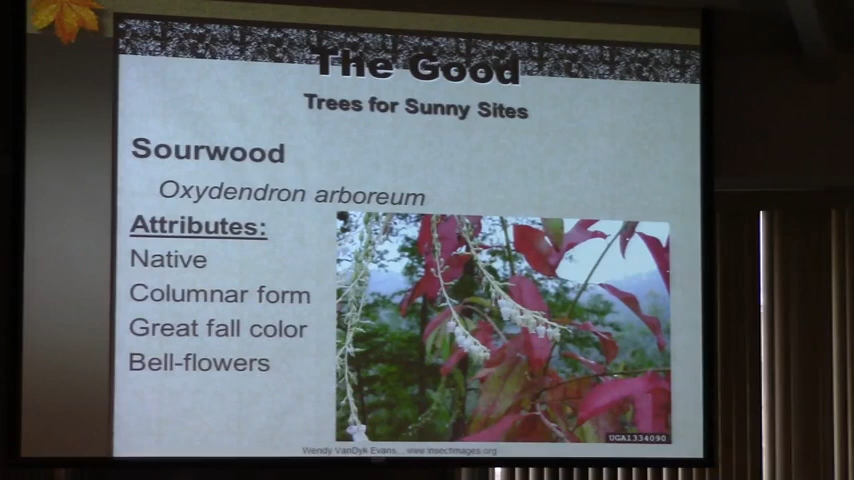 The Good
Trees for Sunny Sites
Sourwood
Oxydendron arboreum
Attributes:
Native
Columnar form
Great fall color
Bell-flowers
UGA1334090
Wendy VanDyk Evans, , www.insectimages.org